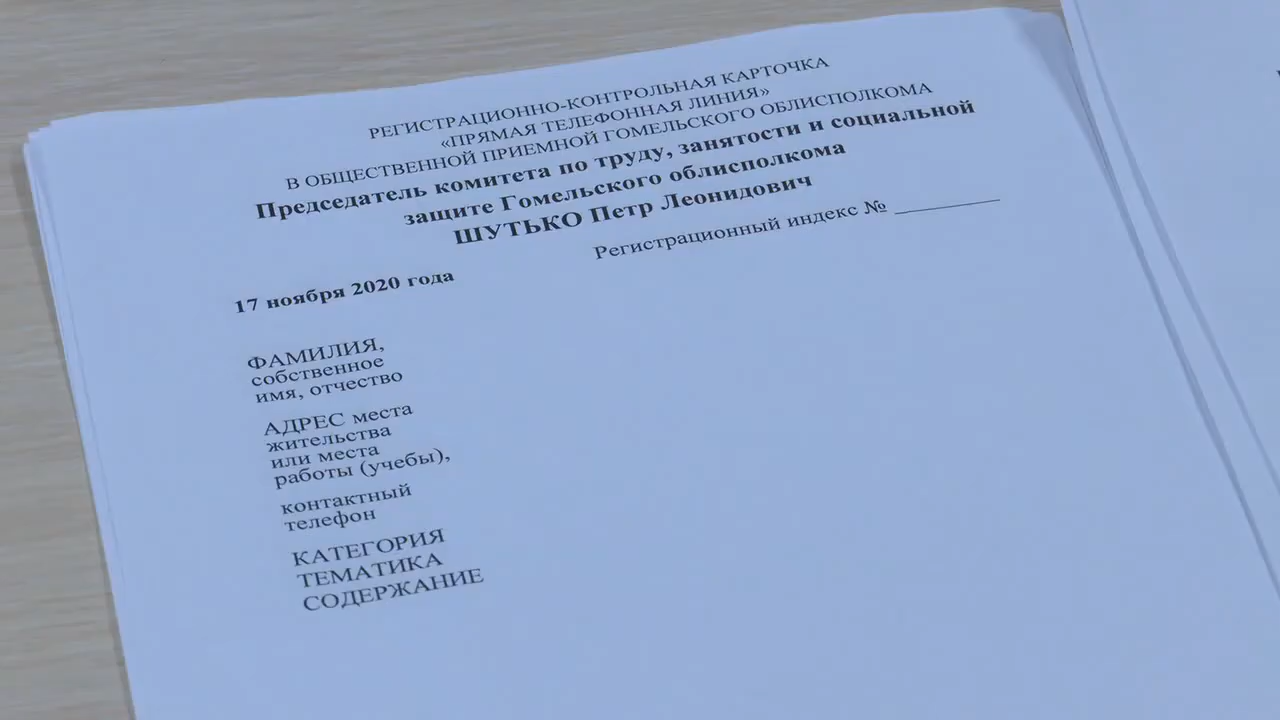 РЕГИСТРАЦИОННО-КОНТРОЛЬНАЯ КАРТОЧКА
«ПРЯМАЯ ТЕЛЕФОННАЯ ЛИНИЯ»
В ОБЩЕСТВЕННОЙ ПРИЕМНОЙ ГОМЕЛЬСКОГО ОБЛИСПОЛКОМА
Председатель комитета по труду, занятости и социальной
защите Гомельского облисполкома
ШУТЬКО Петр Леонидович
Регистрационный индекс № __________
17 ноября 2020 года
ФАМИЛИЯ,
собственное
имя, отчество
АДРЕС места
жительства
или места
работы (учебы),
контактный
телефон
КАТЕГОРИЯ
ТЕМАТИКА
СОДЕРЖАНИЕ